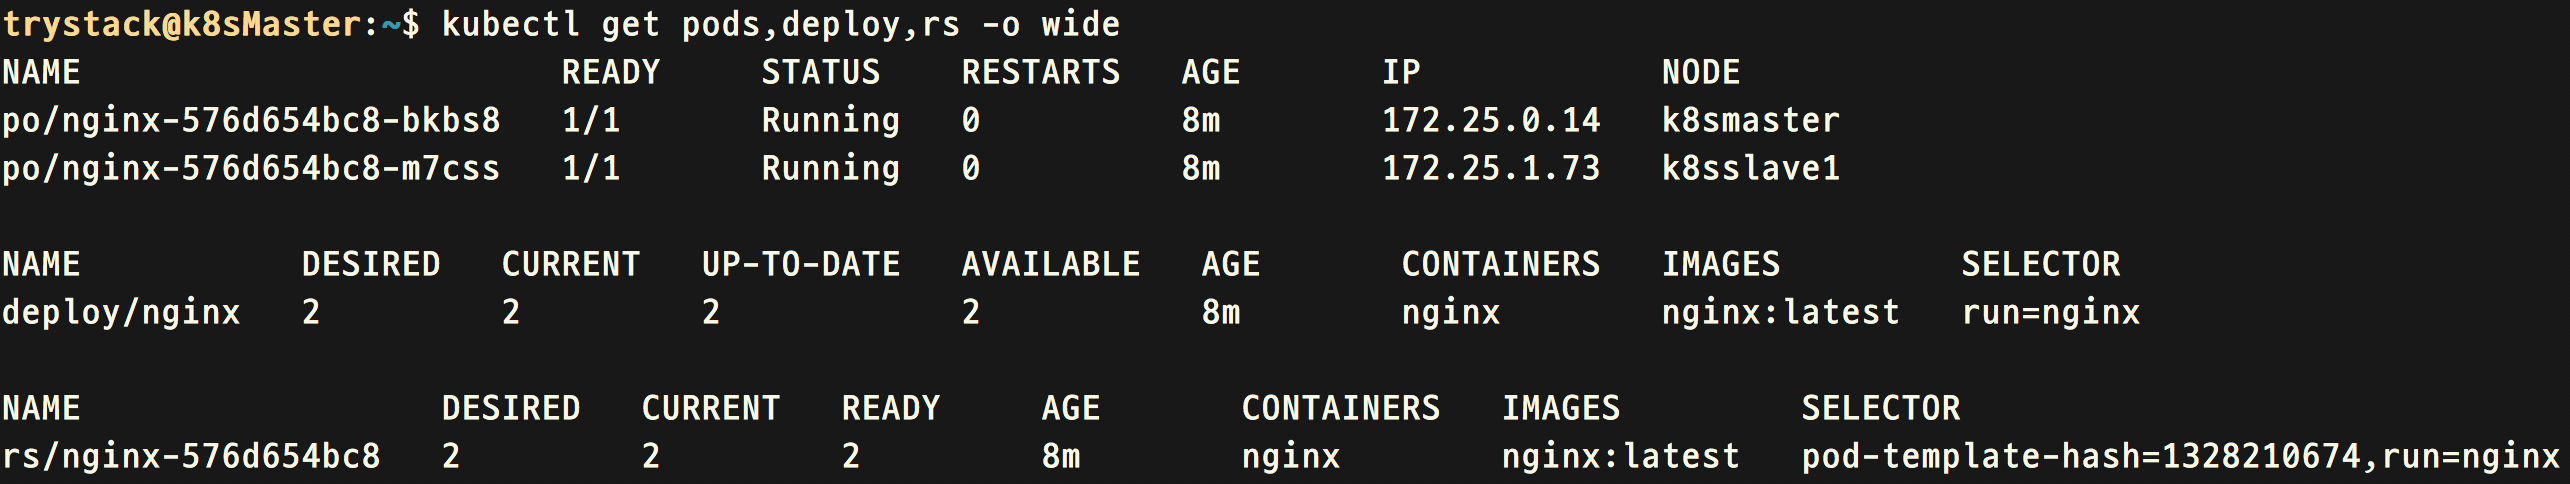 trystack@k8sMaster:~$ kubectl get pods,deploy,rs -o wide
NAME                        READY     STATUS    RESTARTS   AGE       IP            NODE
po/nginx-576d654bc8-bkbs8   1/1       Running   0          8m        172.25.0.14   k8smaster
po/nginx-576d654bc8-m7css   1/1       Running   0          8m        172.25.1.73   k8sslave1

NAME           DESIRED   CURRENT   UP-TO-DATE   AVAILABLE   AGE       CONTAINERS   IMAGES         SELECTOR
deploy/nginx   2         2         2            2           8m        nginx        nginx:latest   run=nginx

NAME                  DESIRED   CURRENT   READY     AGE       CONTAINERS   IMAGES         SELECTOR
rs/nginx-576d654bc8   2         2         2         8m        nginx        nginx:latest   pod-template-hash=1328210674,run=nginx